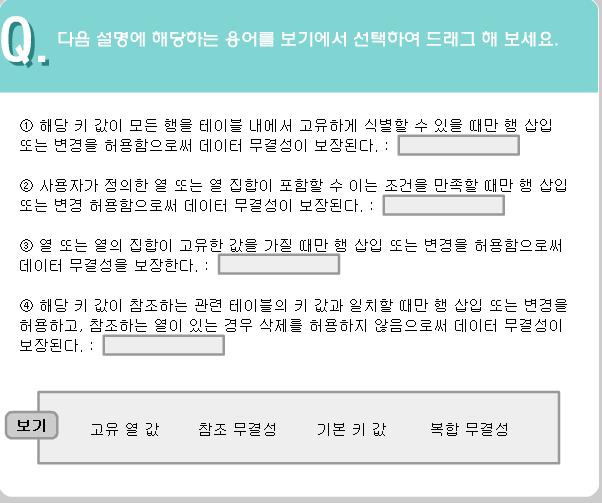 Q. 다음 설명에 해당하는 용어를 보기에서 선택하여 드래그 해 보세요.
① 해당 키 값이 모든 행을 테이블 내에서 고유하게 식별할 수 있을 때만 행 삽입
또는 변경을 허용함으로써 데이터 무결성이 보장된다. :
② 사용자가 정의한 열 또는 열 집합이 포함할 수 이는 조건을 만족할 때만 행 삽입
또는 변경 허용함으로써 데이터 무결성이 보장된다. :
③ 열 또는 열의 집합이 고유한 값을 가질 때만 행 삽입 또는 변경을 허용함으로써
데이터 무결성을 보장한다. :
④ 해당 키 값이 참조하는 관련 테이블의 키 값과 일치할 때만 행 삽입 또는 변경을
허용하고, 참조하는 열이 있는 경우 삭제를 허용하지 않음으로써 데이터 무결성이
보장된다. :
보기 고유 열 값 참조 무결성 기본 키 값 복합 무결성